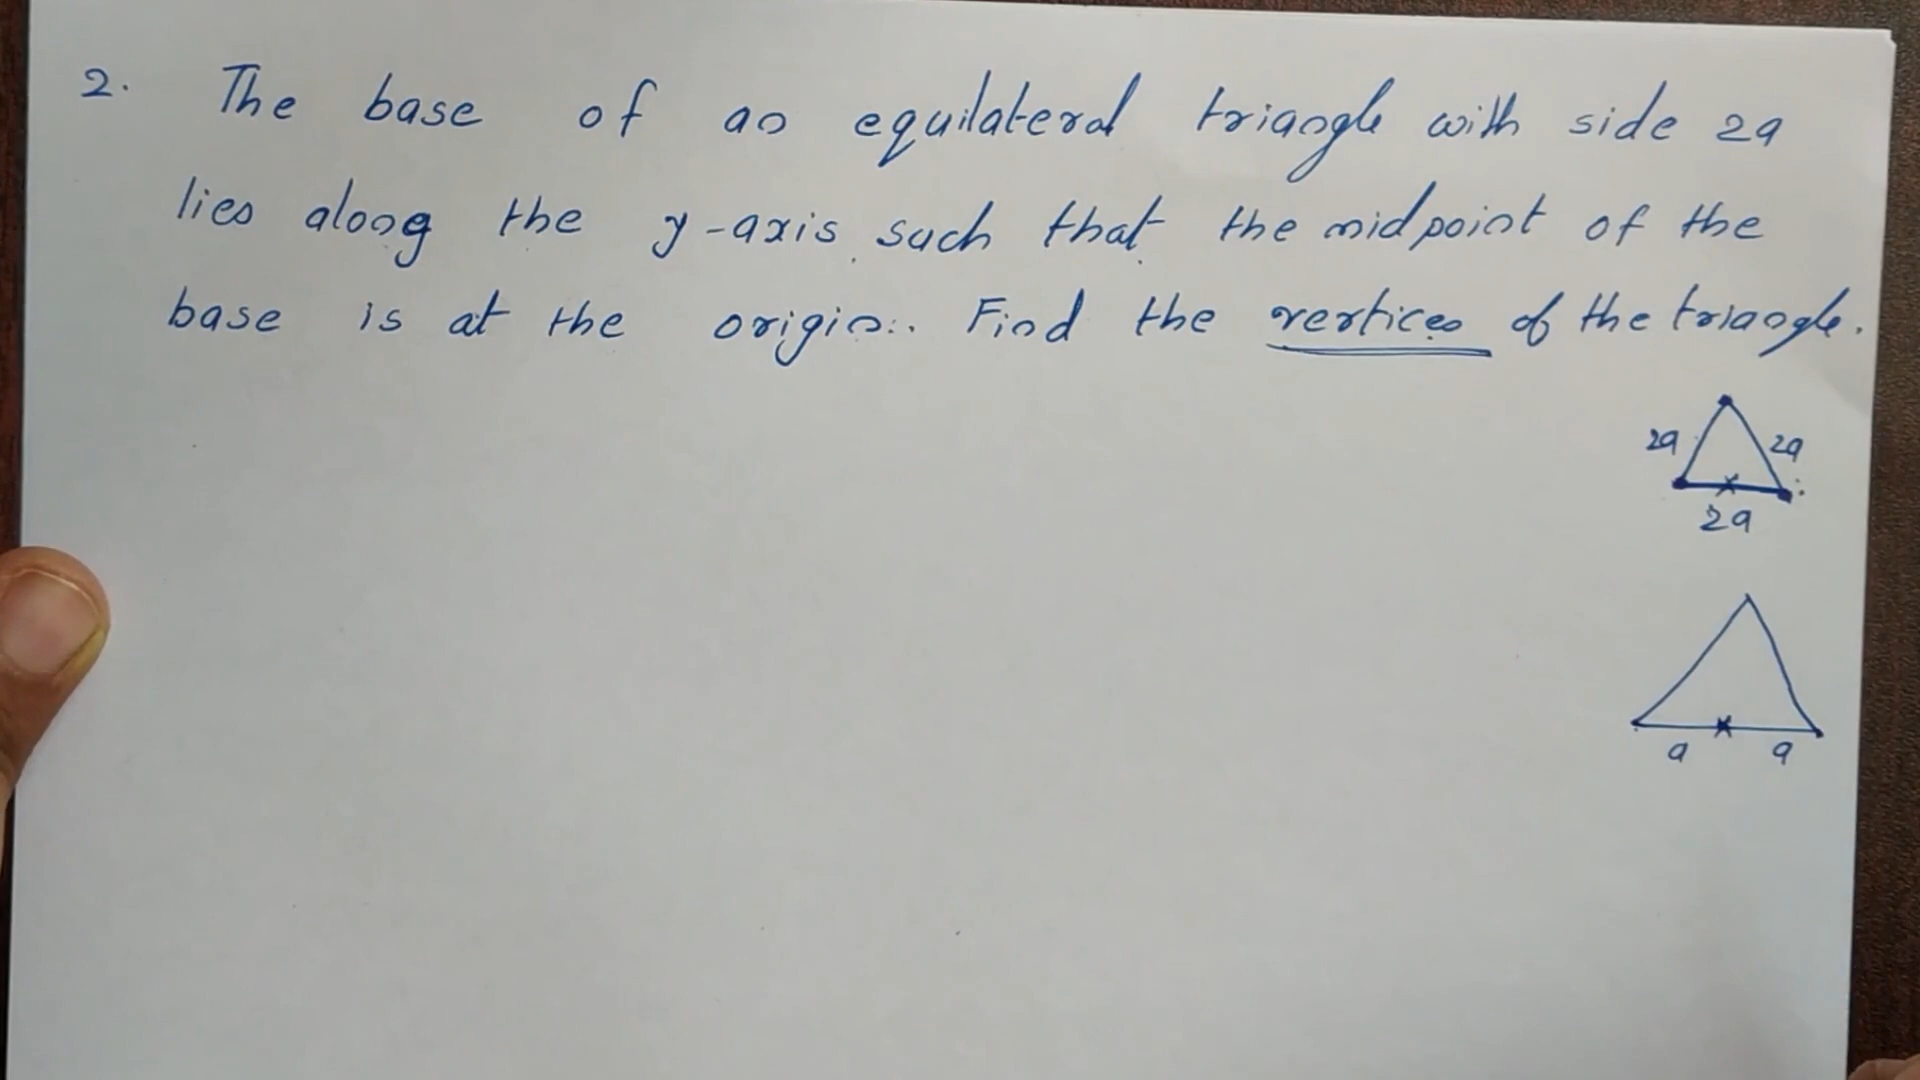 2. The base of an equilateral triangle with side 2a
lies along the y-axis such that the midpoint of the
base is at the origin. Find the vertices of the triangle.
2a 2a
2a
a a